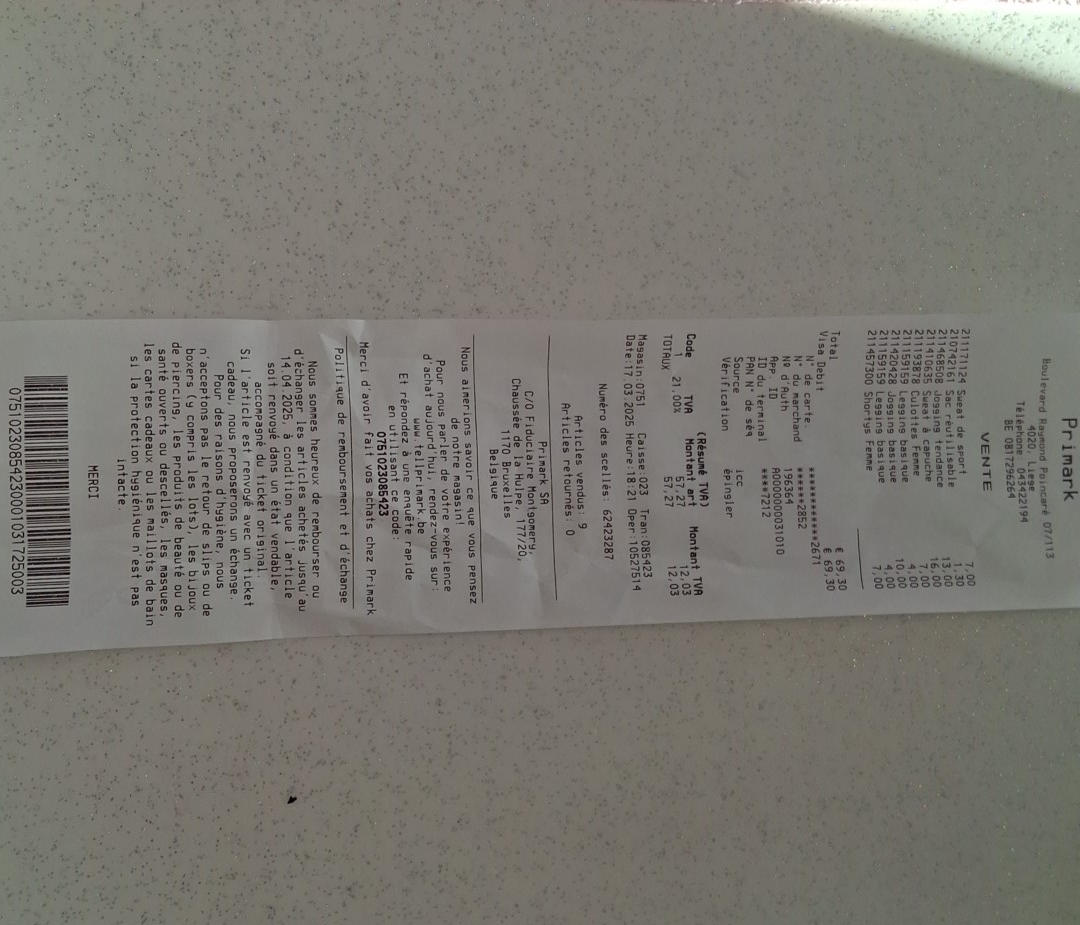 Primark
Boulevard Raymond Poincaré 07/113
4020, Liege
Téléphone : 043422194
BE 0817296264
VENTE
211171124 Sweat de sport 7,00
210742161 Sac réutilisable 1,30
211468505 Jogging tendance 13,00
211410635 Sweat à capuche 16,00
211193878 Culottes Femme 7,00
211159159 Legging basique 4,00
211420428 Jogging basique 10,00
211159159 Legging basique 4,00
211457300 Shortys Femme 7,00
Total € 69,30
Visa Debit € 69,30
N° de carte. ************2671
N° du marchand *****2852
Nº d'Auth 196364
App. ID A0000000031010
ID du terminal ****7212
PAN N° de séq
Source icc
Vérification épingler
(Résumé TVA)
Code TVA Montant art Montant TVA
1 21.00% 57,27 12,03
TOTAUX 57,27 12,03
Magasin:0751 Caisse:023 Tran:085423
Date:17.03.2025 Heure:18:21 Oper:10527514
Numéro des scellés: 62423287
Articles vendus: 9
Articles retournés: 0
Primark SA
C/O Fiduciaire Montgomery,
Chaussée de la Hulpe, 177/20,
1170 Bruxelles
Belgique
Nous aimerions savoir ce que vous pensez
de notre magasin!
Pour nous parler de votre expérience
d'achat aujourd'hui, rendez-vous sur:
www.tellprimark.be
Et répondez à une enquête rapide
en utilisant ce code:
0751023085423
Merci d'avoir fait vos achats chez Primark
Politique de remboursement et d'échange
Nous sommes heureux de rembourser ou
d'échanger les articles achetés jusqu'au
14.04.2025, à condition que l'article
soit renvoyé dans un état vendable,
accompagné du ticket original.
Si l'article est renvoyé avec un ticket
cadeau, nous proposerons un échange.
Pour des raisons d'hygiène, nous
n'acceptons pas le retour de slips ou de
boxers (y compris les lots), les bijoux
de piercing, les produits de beauté ou de
santé ouverts ou descellés, les masques,
les cartes cadeaux ou les maillots de bain
si la protection hygiénique n'est pas
intacte.
MERCI
075102308542300001031725003